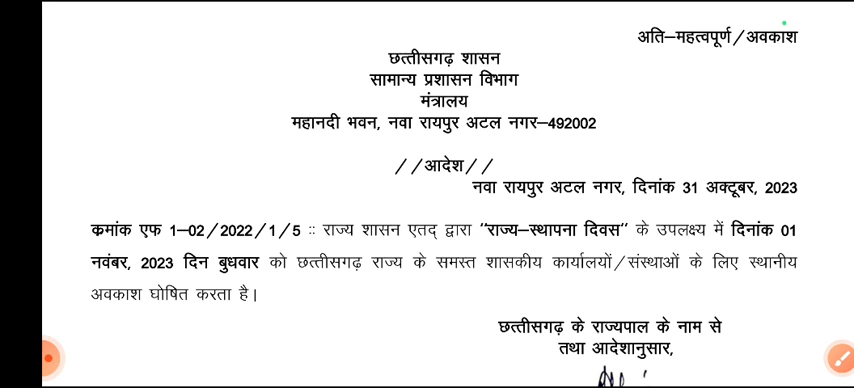 अति–महत्वपूर्ण/अवकाश
छत्तीसगढ़ शासन
सामान्य प्रशासन विभाग
मंत्रालय
महानदी भवन, नवा रायपुर अटल नगर–492002
//आदेश//
नवा रायपुर अटल नगर, दिनांक 31 अक्टूबर, 2023
क्रमांक एफ 1–02/2022/1/5 :: राज्य शासन एतद् द्वारा "राज्य–स्थापना दिवस" के उपलक्ष्य में दिनांक 01
नवंबर, 2023 दिन बुधवार को छत्तीसगढ़ राज्य के समस्त शासकीय कार्यालयों/संस्थाओं के लिए स्थानीय
अवकाश घोषित करता है।
छत्तीसगढ़ के राज्यपाल के नाम से
तथा आदेशानुसार,